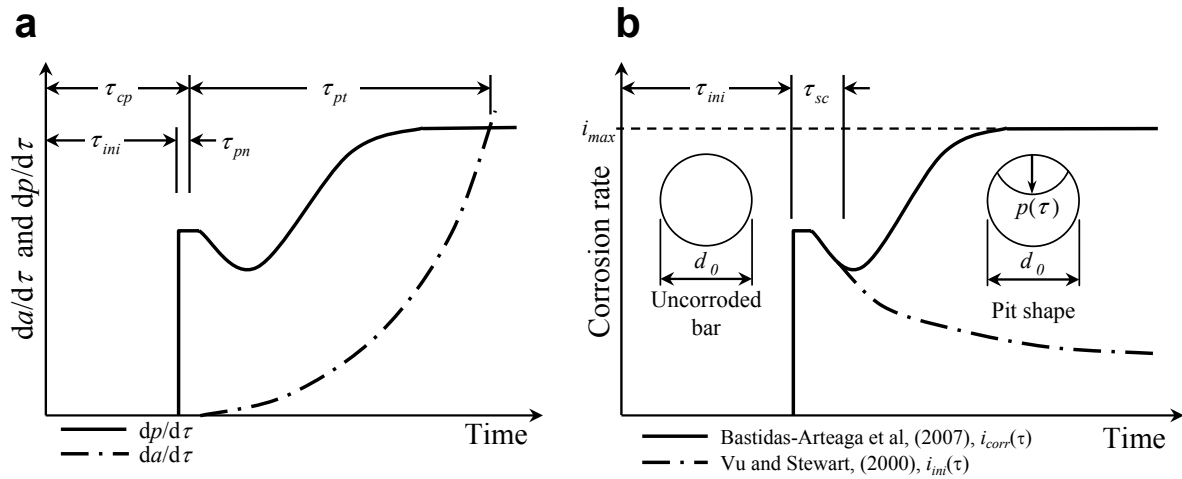 a
τcp
τpt
τini
τpn
da/dτ and dp/dτ
Time
dp/dτ
da/dτ
b
τini
τsc
imax
Corrosion rate
d0
Uncorroded
bar
p(τ)
d0
Pit shape
Time
Bastidas-Arteaga et al, (2007), icorr(τ)
Vu and Stewart, (2000), iini(τ)